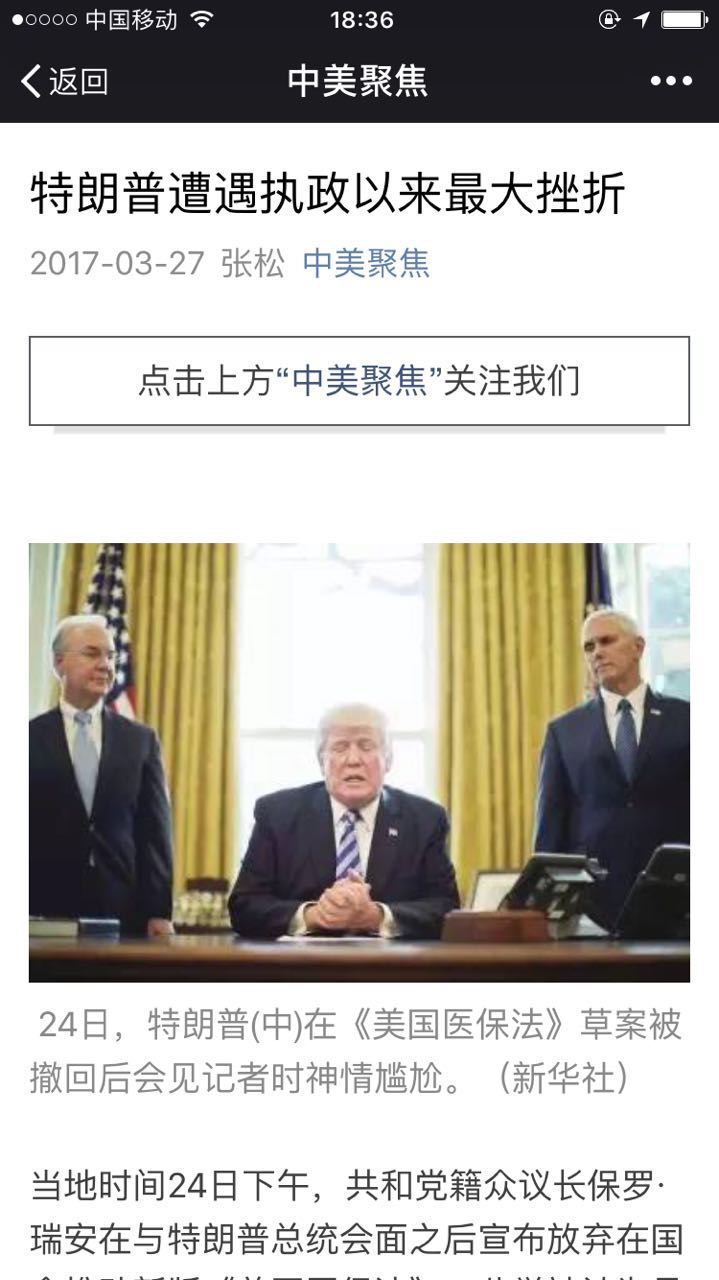 中国移动 18:36
返回 中美聚焦
特朗普遭遇执政以来最大挫折
2017-03-27 张松 中美聚焦
点击上方“中美聚焦”关注我们
24日，特朗普(中)在《美国医保法》草案被
撤回后会见记者时神情尴尬。（新华社）
当地时间24日下午，共和党籍众议长保罗·
瑞安在与特朗普总统会面之后宣布放弃在国